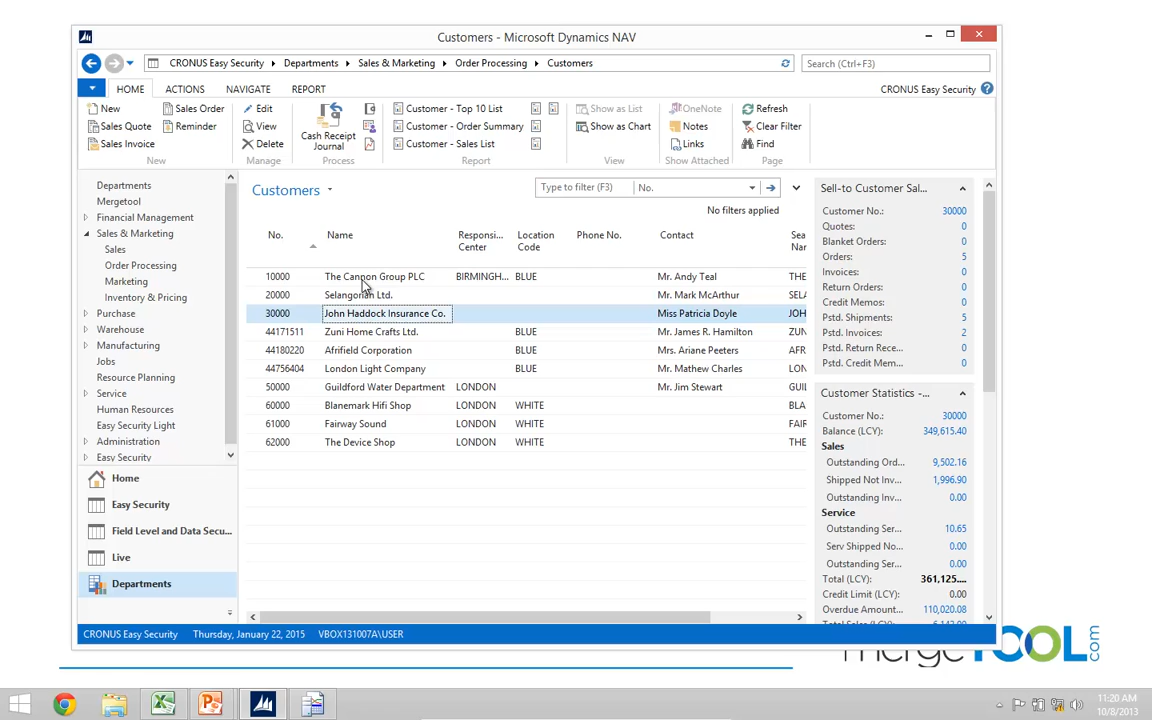 Customers - Microsoft Dynamics NAV
CRONUS Easy Security Departments Sales & Marketing Order Processing Customers Search (Ctrl+F3)
HOME ACTIONS NAVIGATE REPORT CRONUS Easy Security
New Sales Order Edit Customer - Top 10 List Show as List OneNote Refresh
Sales Quote Reminder View Cash Receipt Journal Customer - Order Summary Show as Chart Notes Clear Filter
Sales Invoice Delete Customer - Sales List Links Find
New Manage Process Report View Show Attached Page
Departments
Mergetool
Financial Management
Sales & Marketing
Sales
Order Processing
Marketing
Inventory & Pricing
Purchase
Warehouse
Manufacturing
Jobs
Resource Planning
Service
Human Resources
Easy Security Light
Administration
Easy Security
Home
Easy Security
Field Level and Data Secu...
Live
Departments
Customers Type to filter (F3) No.
No filters applied
No. Name Responsi... Center Location Code Phone No. Contact Sea Nar
10000 The Cannon Group PLC BIRMINGH... BLUE Mr. Andy Teal THE
20000 Selangorian Ltd. Mr. Mark McArthur SELA
30000 John Haddock Insurance Co. Miss Patricia Doyle JOH
44171511 Zuni Home Crafts Ltd. BLUE Mr. James R. Hamilton ZUN
44180220 Afrifield Corporation BLUE Mrs. Ariane Peeters AFR
44756404 London Light Company BLUE Mr. Mathew Charles LON
50000 Guildford Water Department LONDON Mr. Jim Stewart GUIL
60000 Blanemark Hifi Shop LONDON WHITE BLA
61000 Fairway Sound LONDON WHITE FAIR
62000 The Device Shop LONDON WHITE THE
Sell-to Customer Sal...
Customer No.: 30000
Quotes: 0
Blanket Orders: 0
Orders: 5
Invoices: 0
Return Orders: 0
Credit Memos: 0
Pstd. Shipments: 5
Pstd. Invoices: 2
Pstd. Return Rece... 0
Pstd. Credit Mem... 0
Customer Statistics -...
Customer No.: 30000
Balance (LCY): 349,615.40
Sales
Outstanding Ord... 9,502.16
Shipped Not Inv... 1,996.90
Outstanding Inv... 0.00
Service
Outstanding Ser... 10.65
Serv Shipped No... 0.00
Outstanding Ser... 0.00
Total (LCY): 361,125....
Credit Limit (LCY): 0.00
Overdue Amount... 110,020.08
CRONUS Easy Security Thursday, January 22, 2015 VBOX131007A\USER
mergeTOOL.com
11:20 AM
10/8/2013